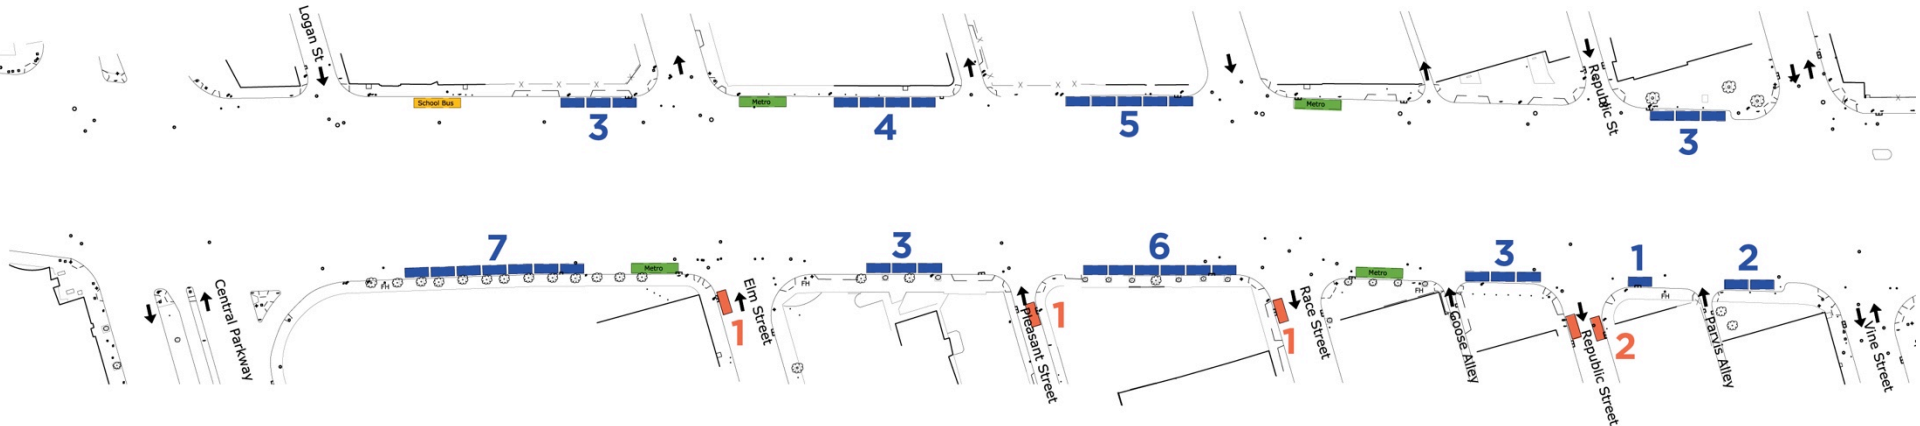 Logan St
School Bus
3
Metro
4
5
Metro
Republic St
3
Central Parkway
FH
7
Metro
1
Elm Street
FH
3
Pleasant Street
1
6
1
Race Street
Metro
FH
Goose Alley
3
Republic Street
2
1
FH
Parvis Alley
2
Vine Street